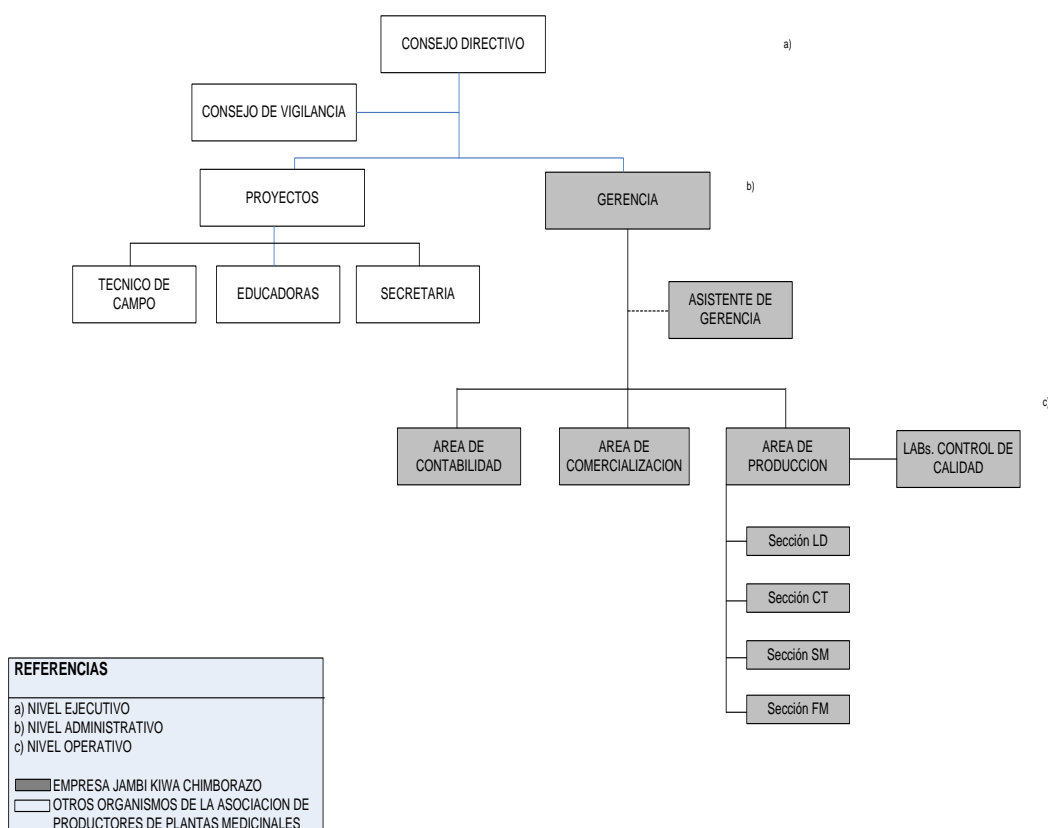 CONSEJO DIRECTIVO
a)
CONSEJO DE VIGILANCIA
PROYECTOS
GERENCIA
b)
TECNICO DE
CAMPO
EDUCADORAS
SECRETARIA
ASISTENTE DE
GERENCIA
c)
AREA DE
CONTABILIDAD
AREA DE
COMERCIALIZACION
AREA DE
PRODUCCION
LABs. CONTROL DE
CALIDAD
Sección LD
Sección CT
Sección SM
Sección FM
REFERENCIAS
a) NIVEL EJECUTIVO
b) NIVEL ADMINISTRATIVO
c) NIVEL OPERATIVO
EMPRESA JAMBI KIWA CHIMBORAZO
OTROS ORGANISMOS DE LA ASOCIACION DE
PRODUCTORES DE PLANTAS MEDICINALES